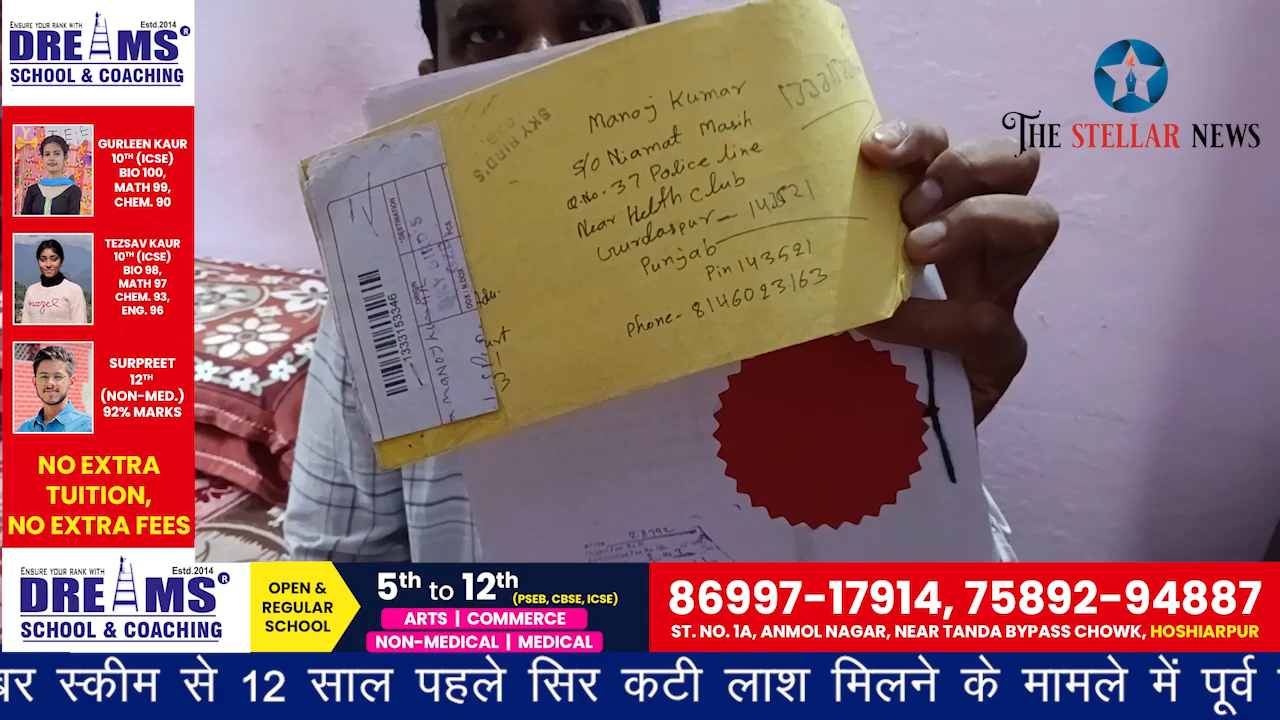 ENSURE YOUR RANK WITH
Estd.2014
DREAMS®
SCHOOL & COACHING
GURLEEN KAUR
10TH (ICSE)
BIO 100,
MATH 99,
CHEM. 90
TEZSAV KAUR
10TH (ICSE)
BIO 98,
MATH 97
CHEM. 93,
ENG. 96
SURPREET
12TH
(NON-MED.)
92% MARKS
NO EXTRA
TUITION,
NO EXTRA FEES
THE STELLAR NEWS
SKY BIRD'S
Manoj Kumar
S/O Niamat Masih
Q.No. 37 Police line
Near Helth Club
Gurdaspur-
Punjab
Pin 143521
Phone- 8146023163
DESTINATION
ORIGIN
1333153346
ENSURE YOUR RANK WITH
Estd.2014
DREAMS®
SCHOOL & COACHING
OPEN &
REGULAR
SCHOOL
5th to 12th
(PSEB, CBSE, ICSE)
ARTS | COMMERCE
NON-MEDICAL | MEDICAL
86997-17914, 75892-94887
ST. NO. 1A, ANMOL NAGAR, NEAR TANDA BYPASS CHOWK, HOSHIARPUR
स्कीम से 12 साल पहले सिर कटी लाश मिलने के मामले में पूर्व